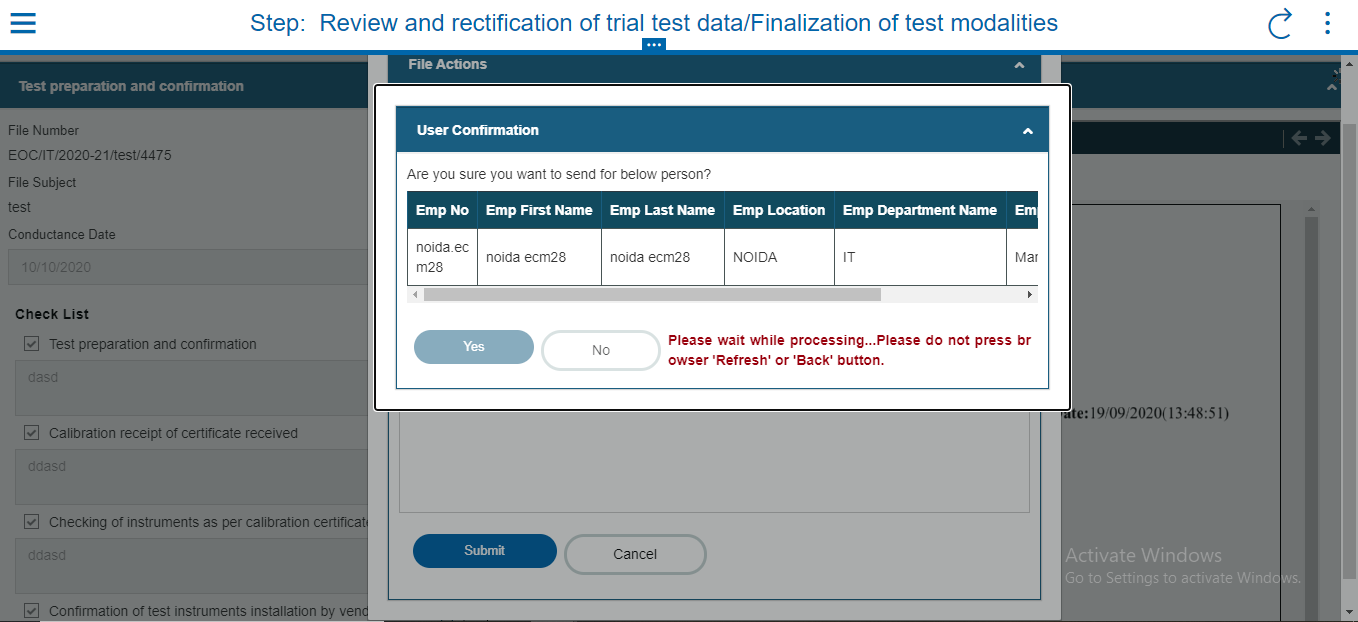 Step:  Review and rectification of trial test data/Finalization of test modalities
File Actions
Test preparation and confirmation
File Number
EOC/IT/2020-21/test/4475
File Subject
test
Conductance Date
10/10/2020
Check List
Test preparation and confirmation
dasd
Calibration receipt of certificate received
ddasd
Checking of instruments as per calibration certificate
ddasd
Confirmation of test instruments installation by vend
User Confirmation
Are you sure you want to send for below person?
Emp No Emp First Name Emp Last Name Emp Location Emp Department Name Emp
noida.ec
m28 noida ecm28 noida ecm28 NOIDA IT Mar
Yes No
Please wait while processing...Please do not press br
owser 'Refresh' or 'Back' button.
ate:19/09/2020(13:48:51)
Submit Cancel
Activate Windows
Go to Settings to activate Windows.